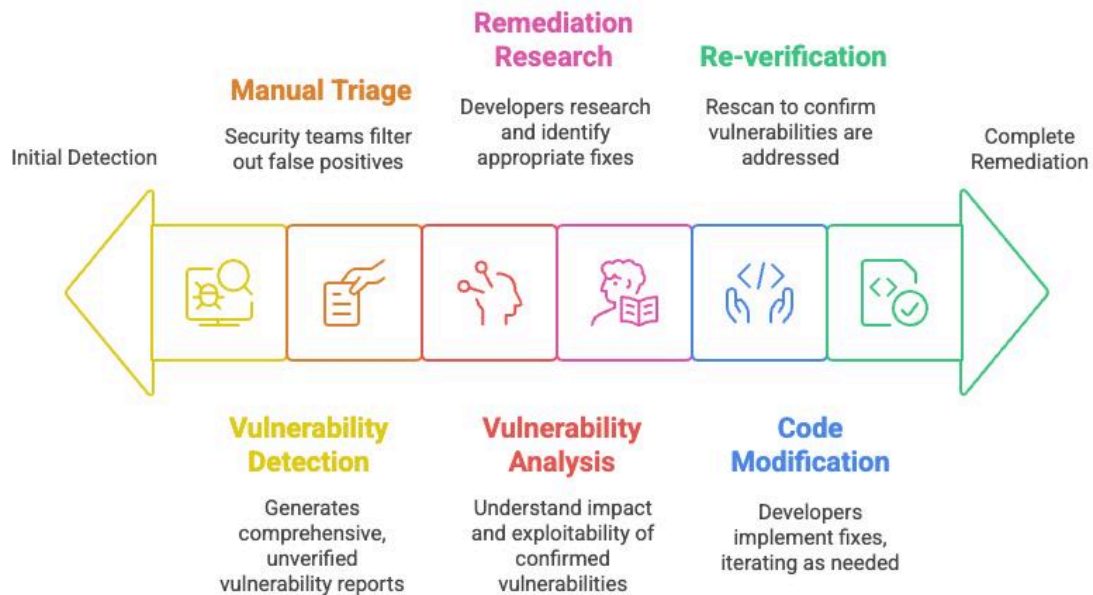 Initial Detection
Manual Triage
Security teams filter
out false positives
Remediation
Research
Developers research
and identify
appropriate fixes
Re-verification
Rescan to confirm
vulnerabilities are
addressed
Complete
Remediation
</>
<>
Vulnerability
Detection
Generates
comprehensive,
unverified
vulnerability reports
Vulnerability
Analysis
Understand impact
and exploitability of
confirmed
vulnerabilities
Code
Modification
Developers
implement fixes,
iterating as needed